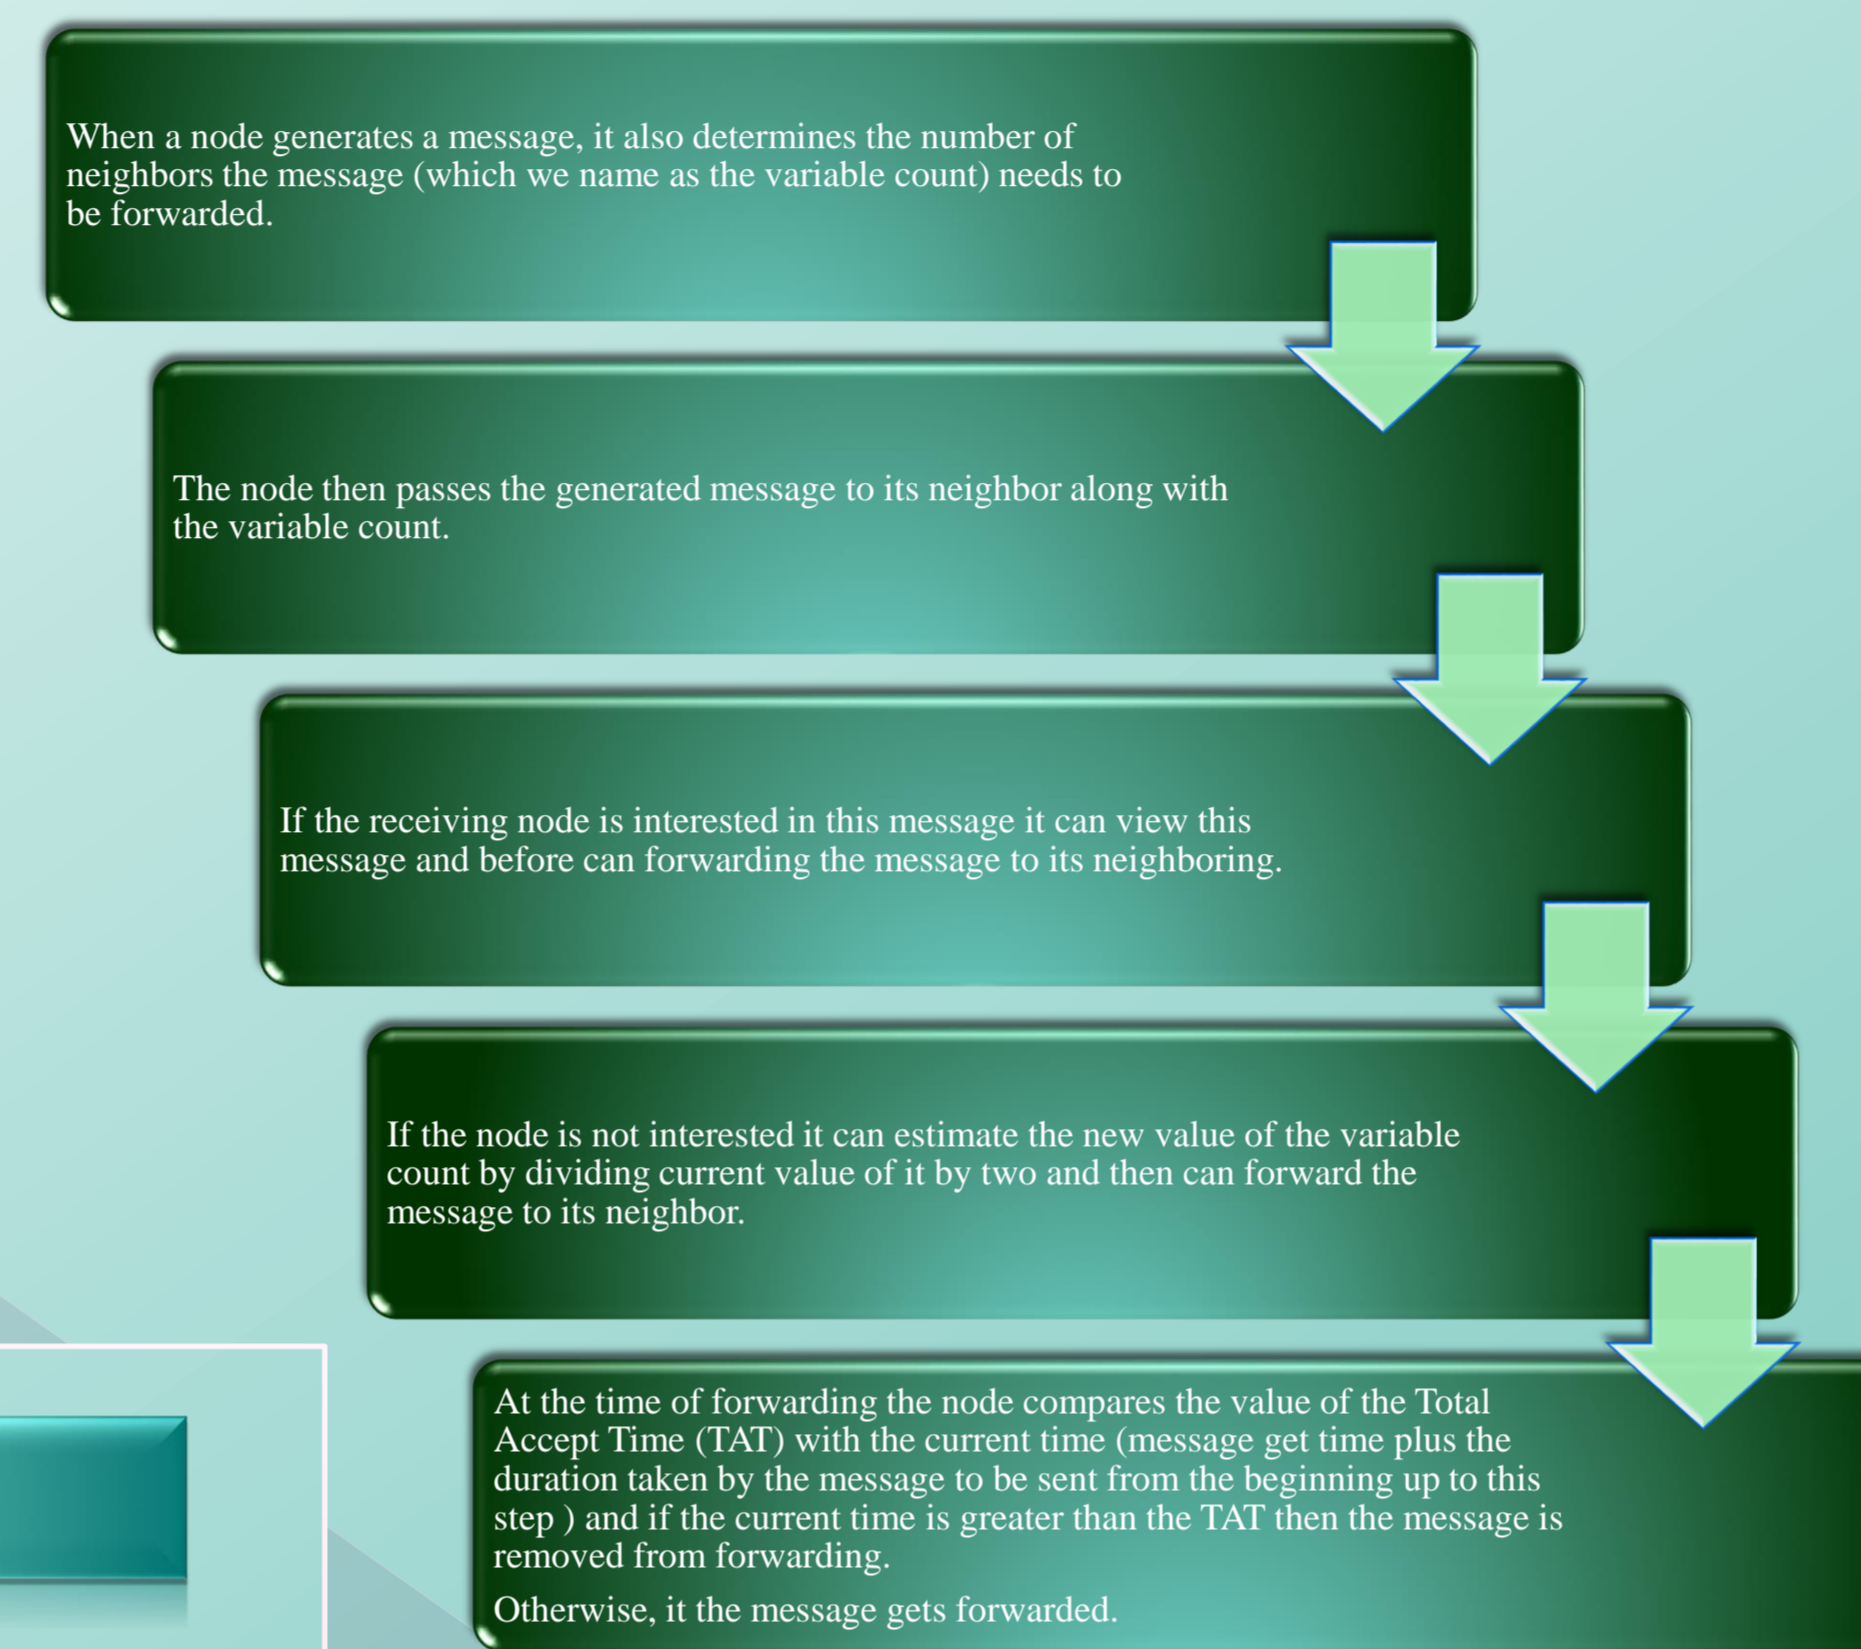 When a node generates a message, it also determines the number of
neighbors the message (which we name as the variable count) needs to
be forwarded.
The node then passes the generated message to its neighbor along with
the variable count.
If the receiving node is interested in this message it can view this
message and before can forwarding the message to its neighboring.
If the node is not interested it can estimate the new value of the variable
count by dividing current value of it by two and then can forward the
message to its neighbor.
At the time of forwarding the node compares the value of the Total
Accept Time (TAT) with the current time (message get time plus the
duration taken by the message to be sent from the beginning up to this
step ) and if the current time is greater than the TAT then the message is
removed from forwarding.
Otherwise, it the message gets forwarded.